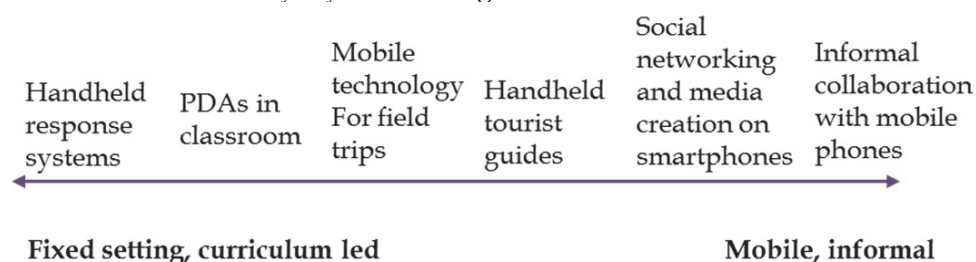 Handheld
response
systems
PDAs in
classroom
Mobile
technology
For field
trips
Handheld
tourist
guides
Social
networking
and media
creation on
smartphones
Informal
collaboration
with mobile
phones
Fixed setting, curriculum led
Mobile, informal